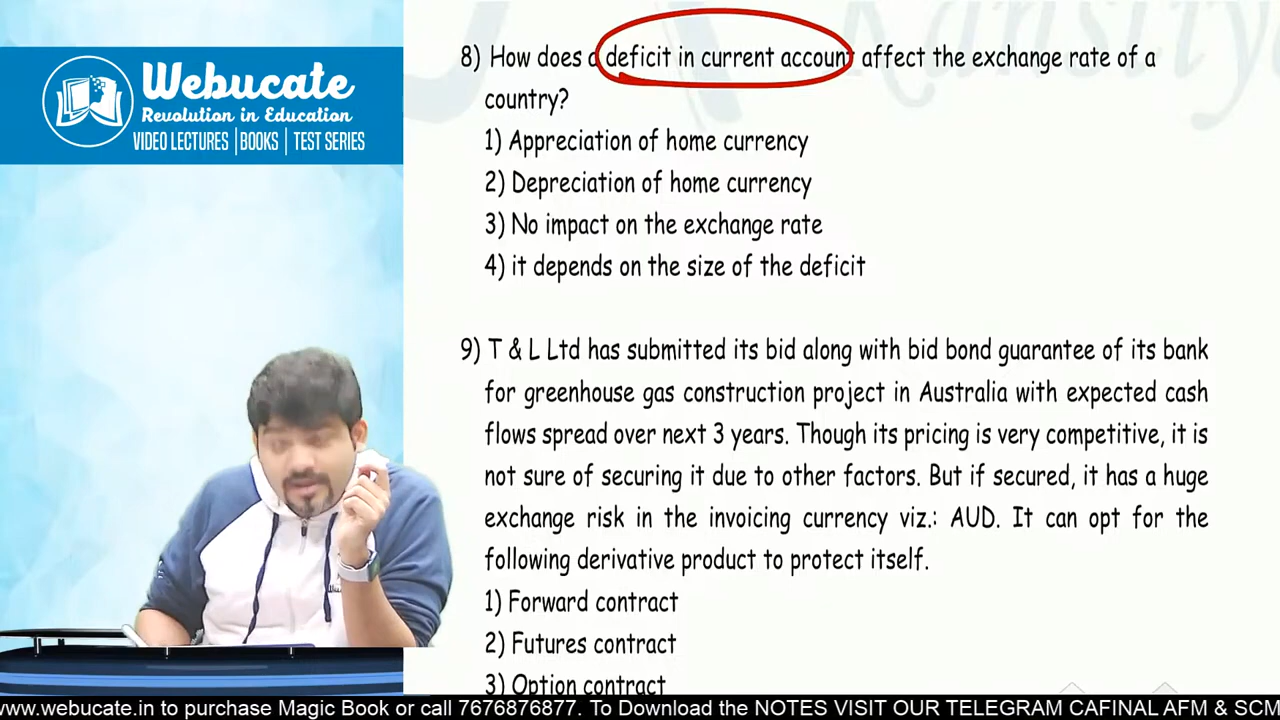 Webucate
Revolution in Education
VIDEO LECTURES | BOOKS | TEST SERIES
8) How does a deficit in current account affect the exchange rate of a
country?
1) Appreciation of home currency
2) Depreciation of home currency
3) No impact on the exchange rate
4) it depends on the size of the deficit
9) T & L Ltd has submitted its bid along with bid bond guarantee of its bank
for greenhouse gas construction project in Australia with expected cash
flows spread over next 3 years. Though its pricing is very competitive, it is
not sure of securing it due to other factors. But if secured, it has a huge
exchange risk in the invoicing currency viz.: AUD. It can opt for the
following derivative product to protect itself.
1) Forward contract
2) Futures contract
3) Option contract
www.webucate.in to purchase Magic Book or call 7676876877. To Download the NOTES VISIT OUR TELEGRAM CAFINAL AFM & SCM